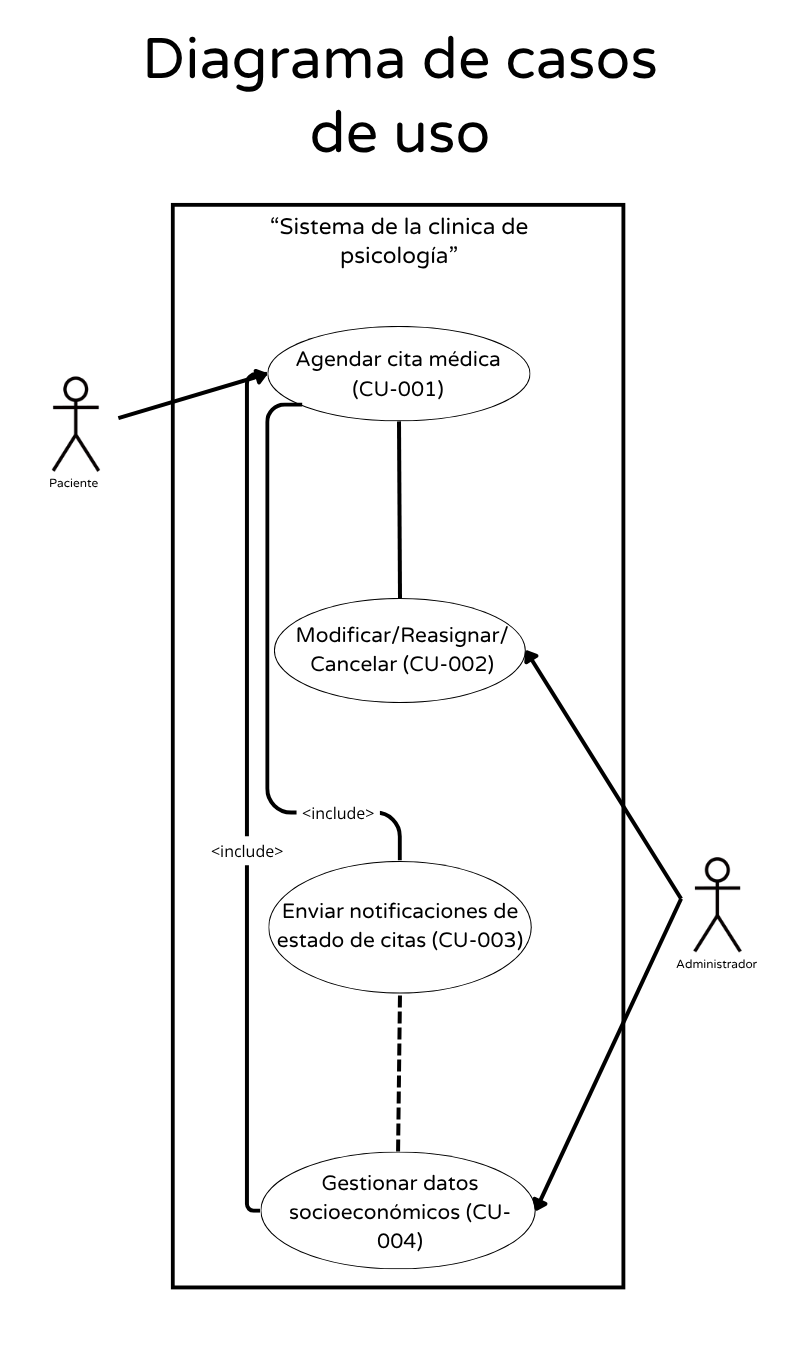 Diagrama de casos
de uso
“Sistema de la clinica de
psicología”
Agendar cita médica
(CU-001)
Paciente
Modificar/Reasignar/
Cancelar (CU-002)
<include>
<include>
Enviar notificaciones de
estado de citas (CU-003)
Administrador
Gestionar datos
socioeconómicos (CU-
004)